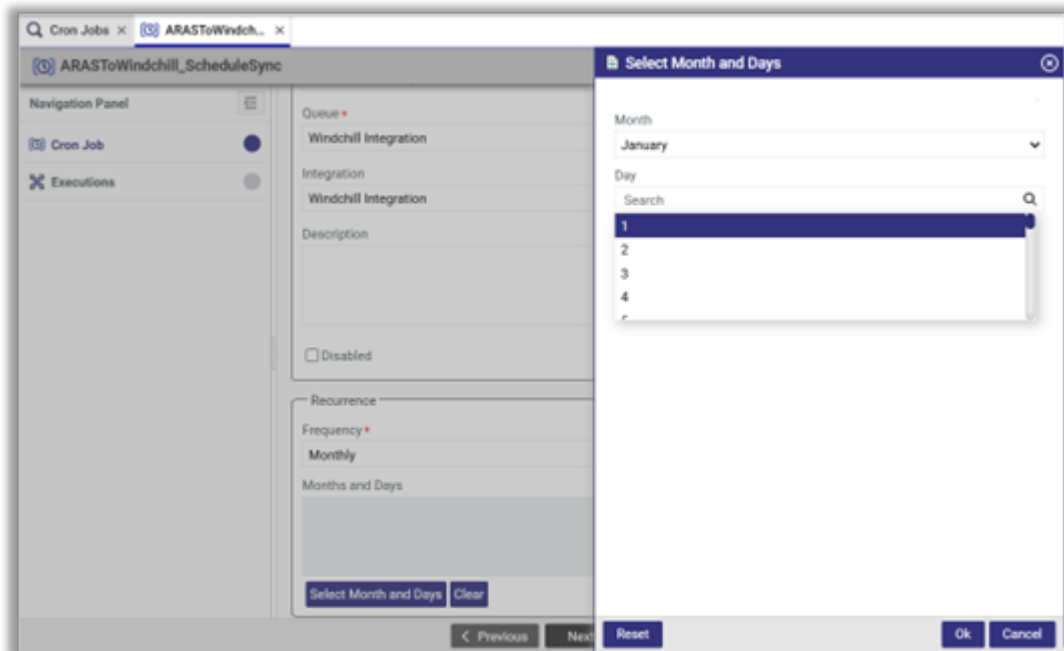 Cron Jobs ×
ARASToWindch... ×
ARASToWindchill_ScheduleSync
Navigation Panel
Cron Job
Executions
Queue •
Windchill Integration
Integration
Windchill Integration
Description
Disabled
Recurrence
Frequency •
Monthly
Months and Days
Select Month and Days
Clear
< Previous
Next
Select Month and Days
Month
January
Day
Search
1
2
3
4
Reset
Ok
Cancel